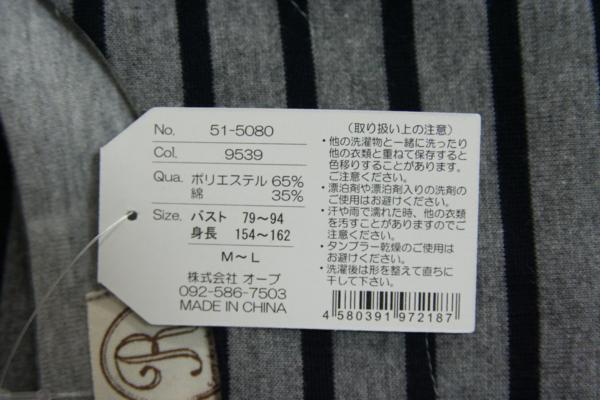 No. 51-5080
Col. 9539
Qua. ポリエステル 65%
綿 35%
Size. バスト 79〜94
身長 154〜162
M〜L
株式会社 オーブ
092-586-7503
MADE IN CHINA
（取り扱い上の注意）
・他の洗濯物と一緒に洗ったり
他の衣類と重ねて保存すると
色移りすることがあります。
ご注意ください。
・漂泊剤や漂泊剤入りの洗剤の
ご使用はお避けください。
・汗や雨で濡れた時、他の衣類
を汚すことがありますのでご
注意ください。
・タンブラー乾燥のご使用は
お避けください。
・洗濯後は形を整えて直ちに
干して下さい。
4 580391 972187